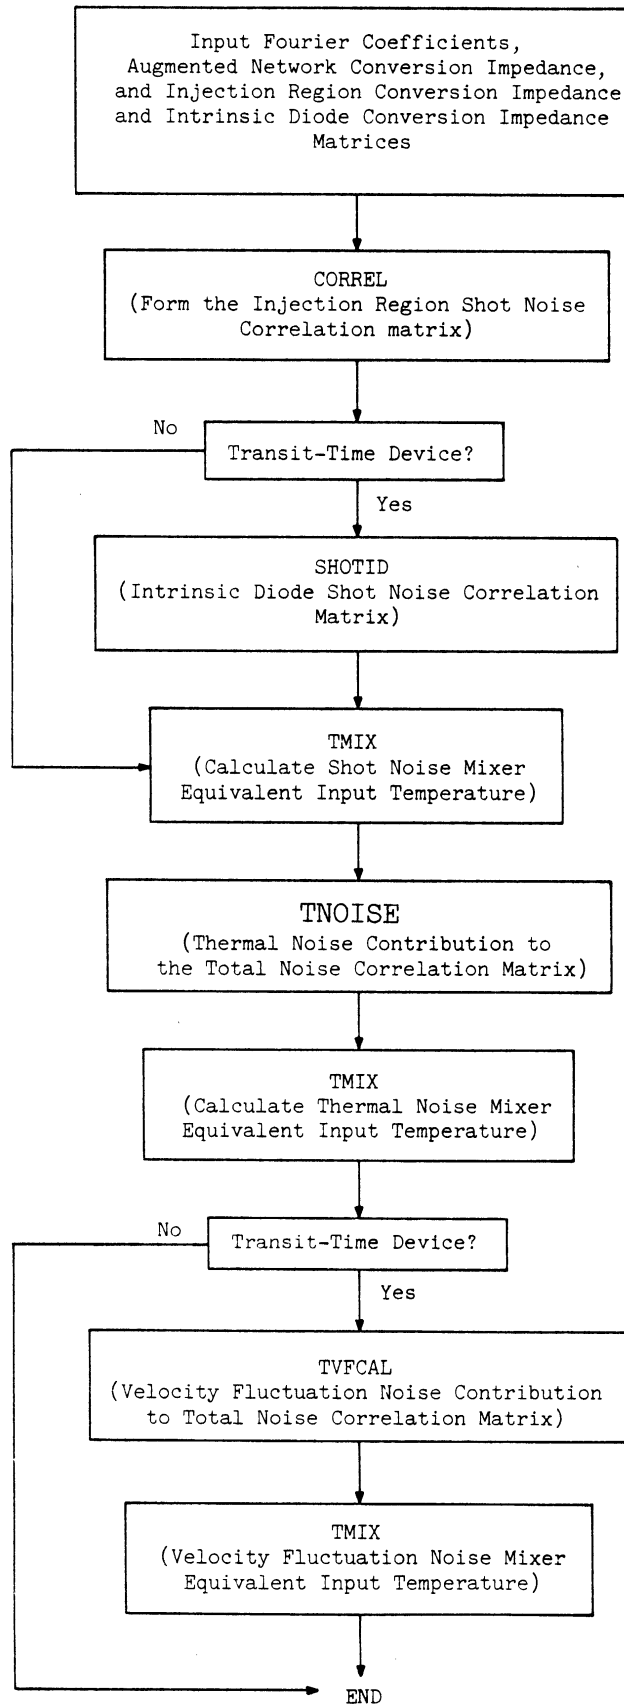 Input Fourier Coefficients,
Augmented Network Conversion Impedance,
and Injection Region Conversion Impedance
and Intrinsic Diode Conversion Impedance
Matrices
CORREL
(Form the Injection Region Shot Noise
Correlation matrix)
No
Transit-Time Device?
Yes
SHOTID
(Intrinsic Diode Shot Noise Correlation
Matrix)
TMIX
(Calculate Shot Noise Mixer
Equivalent Input Temperature)
TNOISE
(Thermal Noise Contribution to
the Total Noise Correlation Matrix)
TMIX
(Calculate Thermal Noise Mixer
Equivalent Input Temperature)
No
Transit-Time Device?
Yes
TVFCAL
(Velocity Fluctuation Noise Contribution
to Total Noise Correlation Matrix)
TMIX
(Velocity Fluctuation Noise Mixer
Equivalent Input Temperature)
END